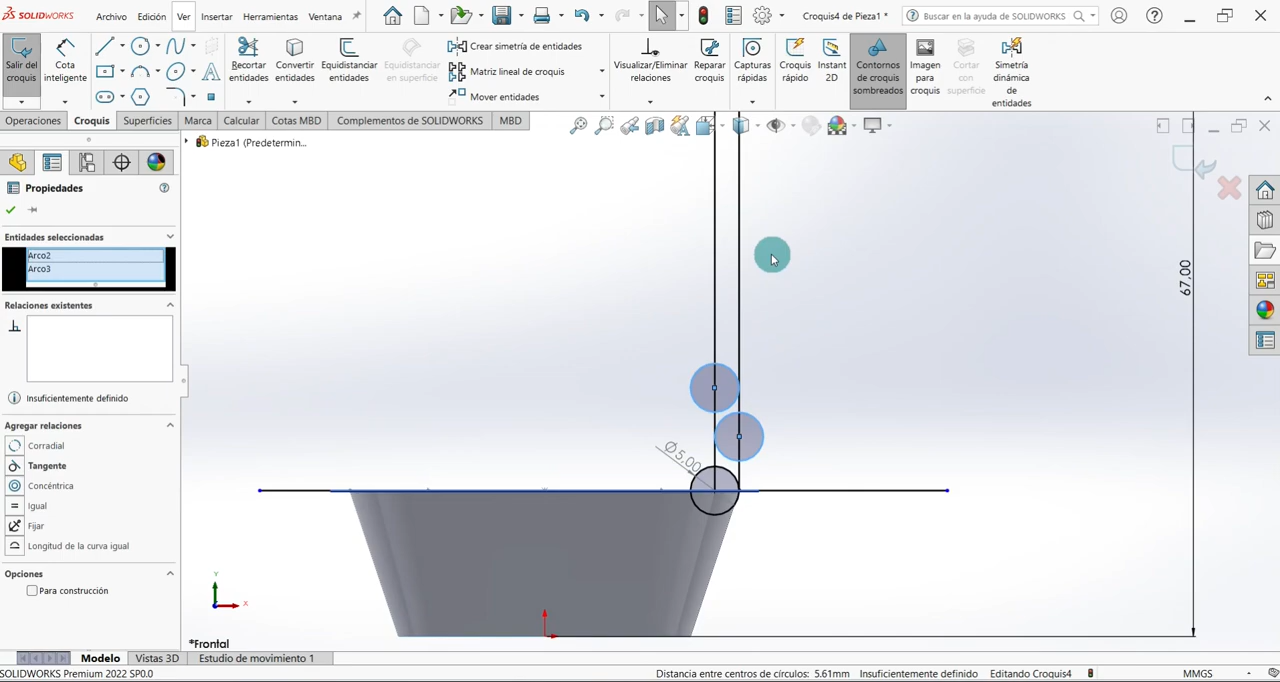 SOLIDWORKS
Archivo Edición Ver Insertar Herramientas Ventana
Croquis4 de Pieza1 *
Buscar en la ayuda de SOLIDWORKS
Salir del croquis
Cota inteligente
Recortar entidades
Convertir entidades
Equidistanciar entidades
Equidistanciar en superficie
Crear simetría de entidades
Matriz lineal de croquis
Mover entidades
Visualizar/Eliminar relaciones
Reparar croquis
Capturas rápidas
Croquis rápido
Instant 2D
Contornos de croquis sombreados
Imagen para croquis
Cortar con superficie
Simetría dinámica de entidades
Operaciones Croquis Superficies Marca Calcular Cotas MBD Complementos de SOLIDWORKS MBD
Pieza1 (Predetermin...
Propiedades
Entidades seleccionadas
Arco2
Arco3
Relaciones existentes
Insuficientemente definido
Agregar relaciones
Corradial
Tangente
Concéntrica
Igual
Fijar
Longitud de la curva igual
Opciones
Para construcción
67,00
Ø5,00
Y
X
*Frontal
Modelo Vistas 3D Estudio de movimiento 1
SOLIDWORKS Premium 2022 SP0.0
Distancia entre centros de círculos: 5.61mm Insuficientemente definido Editando Croquis4 MMGS